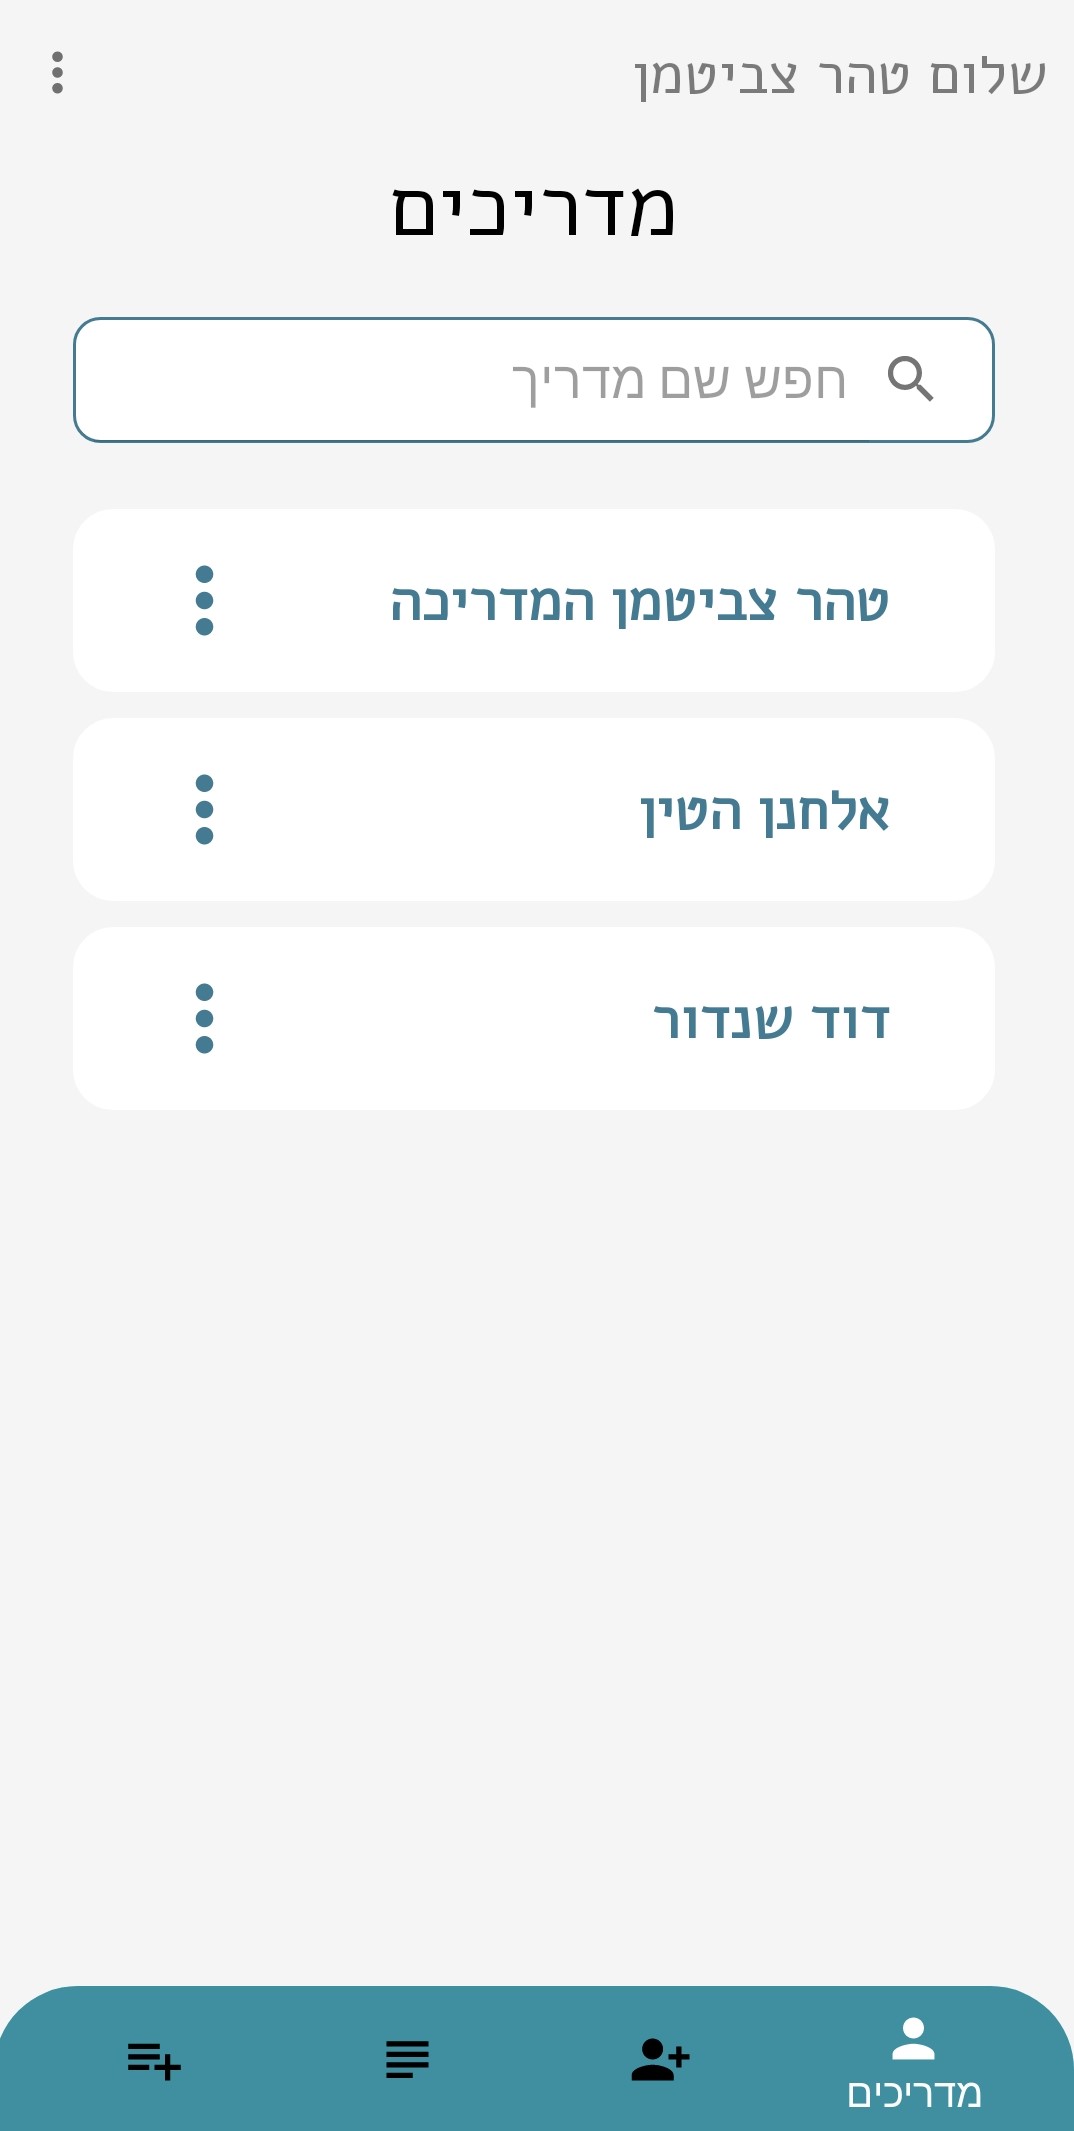 שלום טהר צביטמן
מדריכים
חפש שם מדריך
טהר צביטמן המדריכה
אלחנן הטין
דוד שנדור
מדריכים